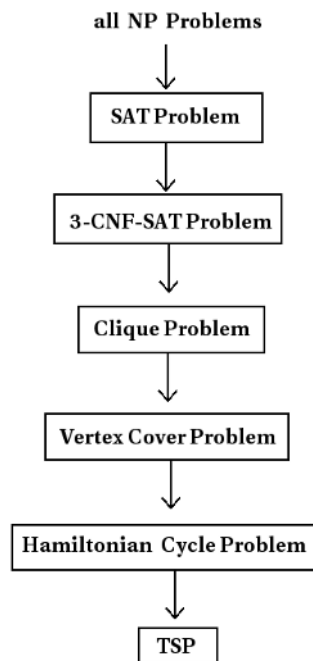 all NP Problems
SAT Problem
3-CNF-SAT Problem
Clique Problem
Vertex Cover Problem
Hamiltonian Cycle Problem
TSP